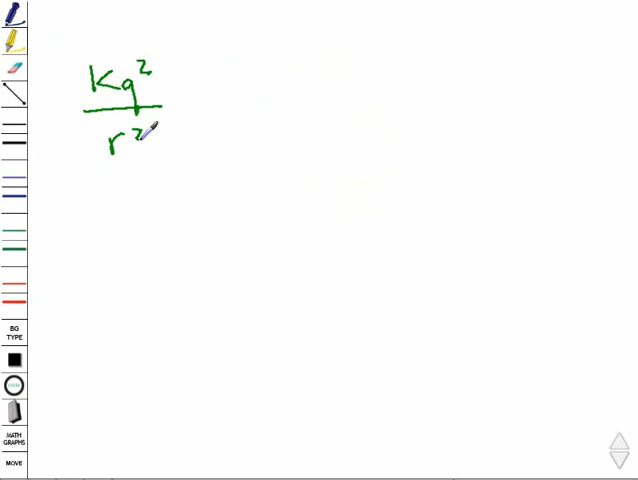 Kq²
r²
BG
TYPE
MATH
GRAPHS
MOVE